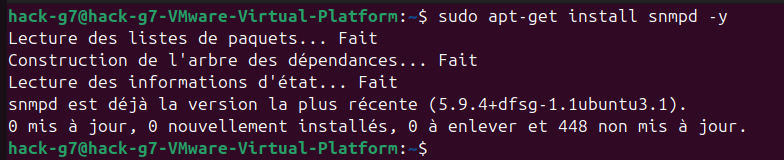 hack-g7@hack-g7-VMware-Virtual-Platform:~$ sudo apt-get install snmpd -y
Lecture des listes de paquets... Fait
Construction de l'arbre des dépendances... Fait
Lecture des informations d'état... Fait
snmpd est déjà la version la plus récente (5.9.4+dfsg-1.1ubuntu3.1).
0 mis à jour, 0 nouvellement installés, 0 à enlever et 448 non mis à jour.
hack-g7@hack-g7-VMware-Virtual-Platform:~$